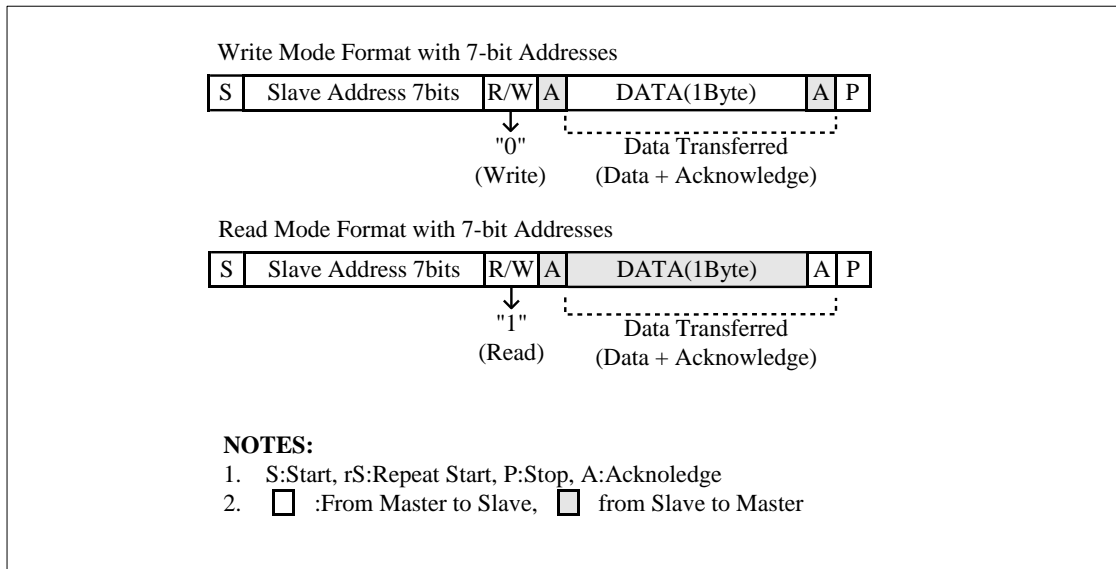 Write Mode Format with 7-bit Addresses
S Slave Address 7bits R/W A DATA(1Byte) A P
"0" Data Transferred
(Write) (Data + Acknowledge)
Read Mode Format with 7-bit Addresses
S Slave Address 7bits R/W A DATA(1Byte) A P
"1" Data Transferred
(Read) (Data + Acknowledge)
NOTES:
1. S:Start, rS:Repeat Start, P:Stop, A:Acknoledge
2. :From Master to Slave, from Slave to Master